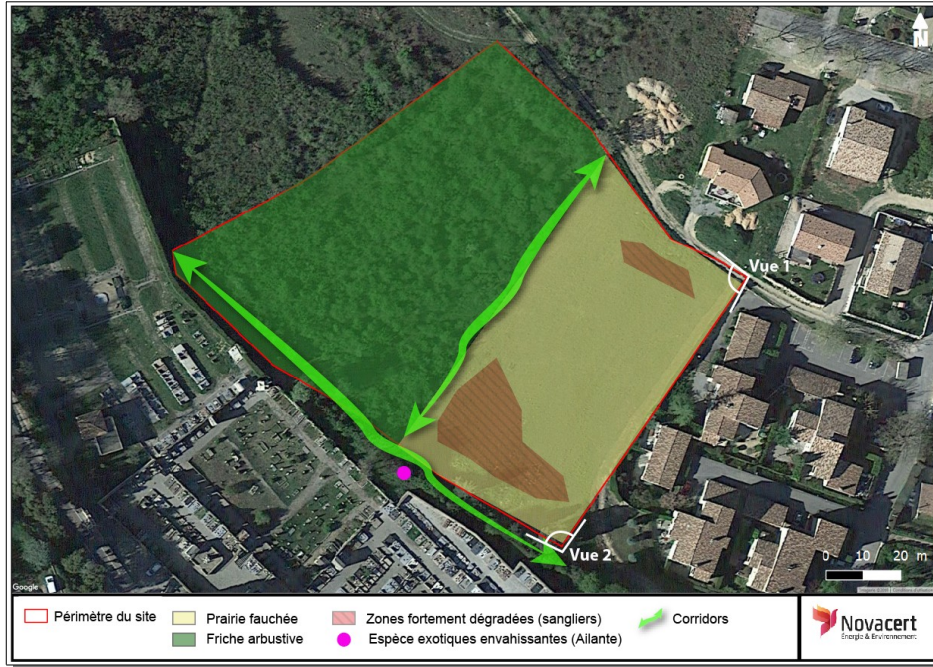 N
Vue 1
Vue 2
0 10 20 m
Google
Périmètre du site
Prairie fauchée
Friche arbustive
Zones fortement dégradées (sangliers)
Espèce exotiques envahissantes (Ailante)
Corridors
Novacert
Énergie & Environnement